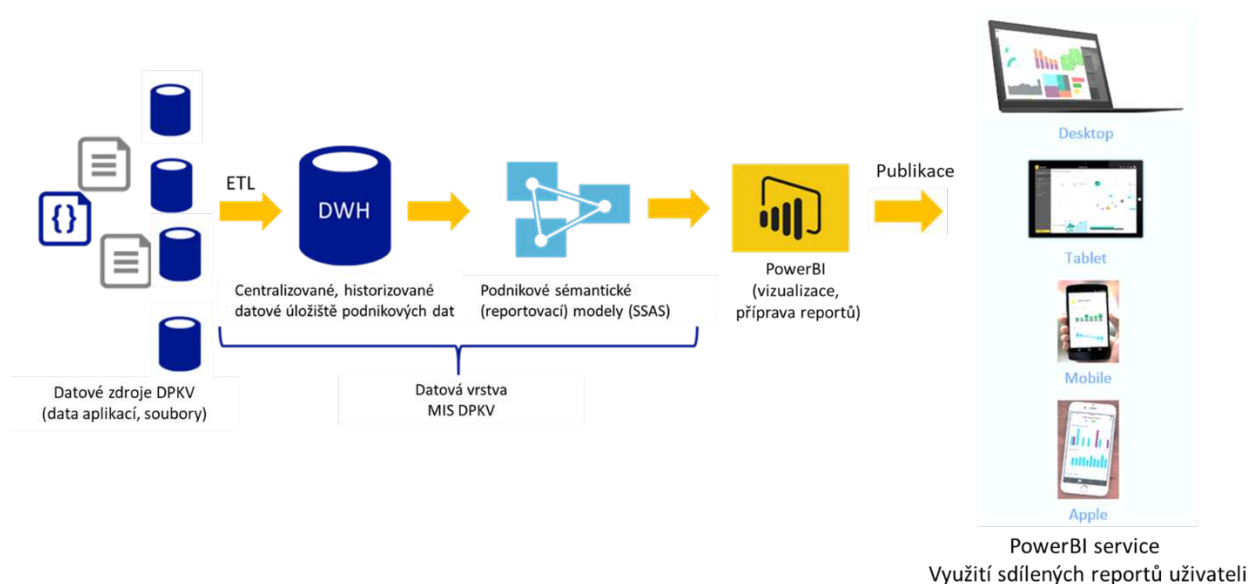 ETL
DWH
Publikace
Centralizované, historizované
datové úložiště podnikových dat
Podnikové sémantické
(reportovací) modely (SSAS)
PowerBI
(vizualizace,
příprava reportů)
Datové zdroje DPKV
(data aplikací, soubory)
Datová vrstva
MIS DPKV
Desktop
Tablet
Mobile
Apple
PowerBI service
Využití sdílených reportů uživateli